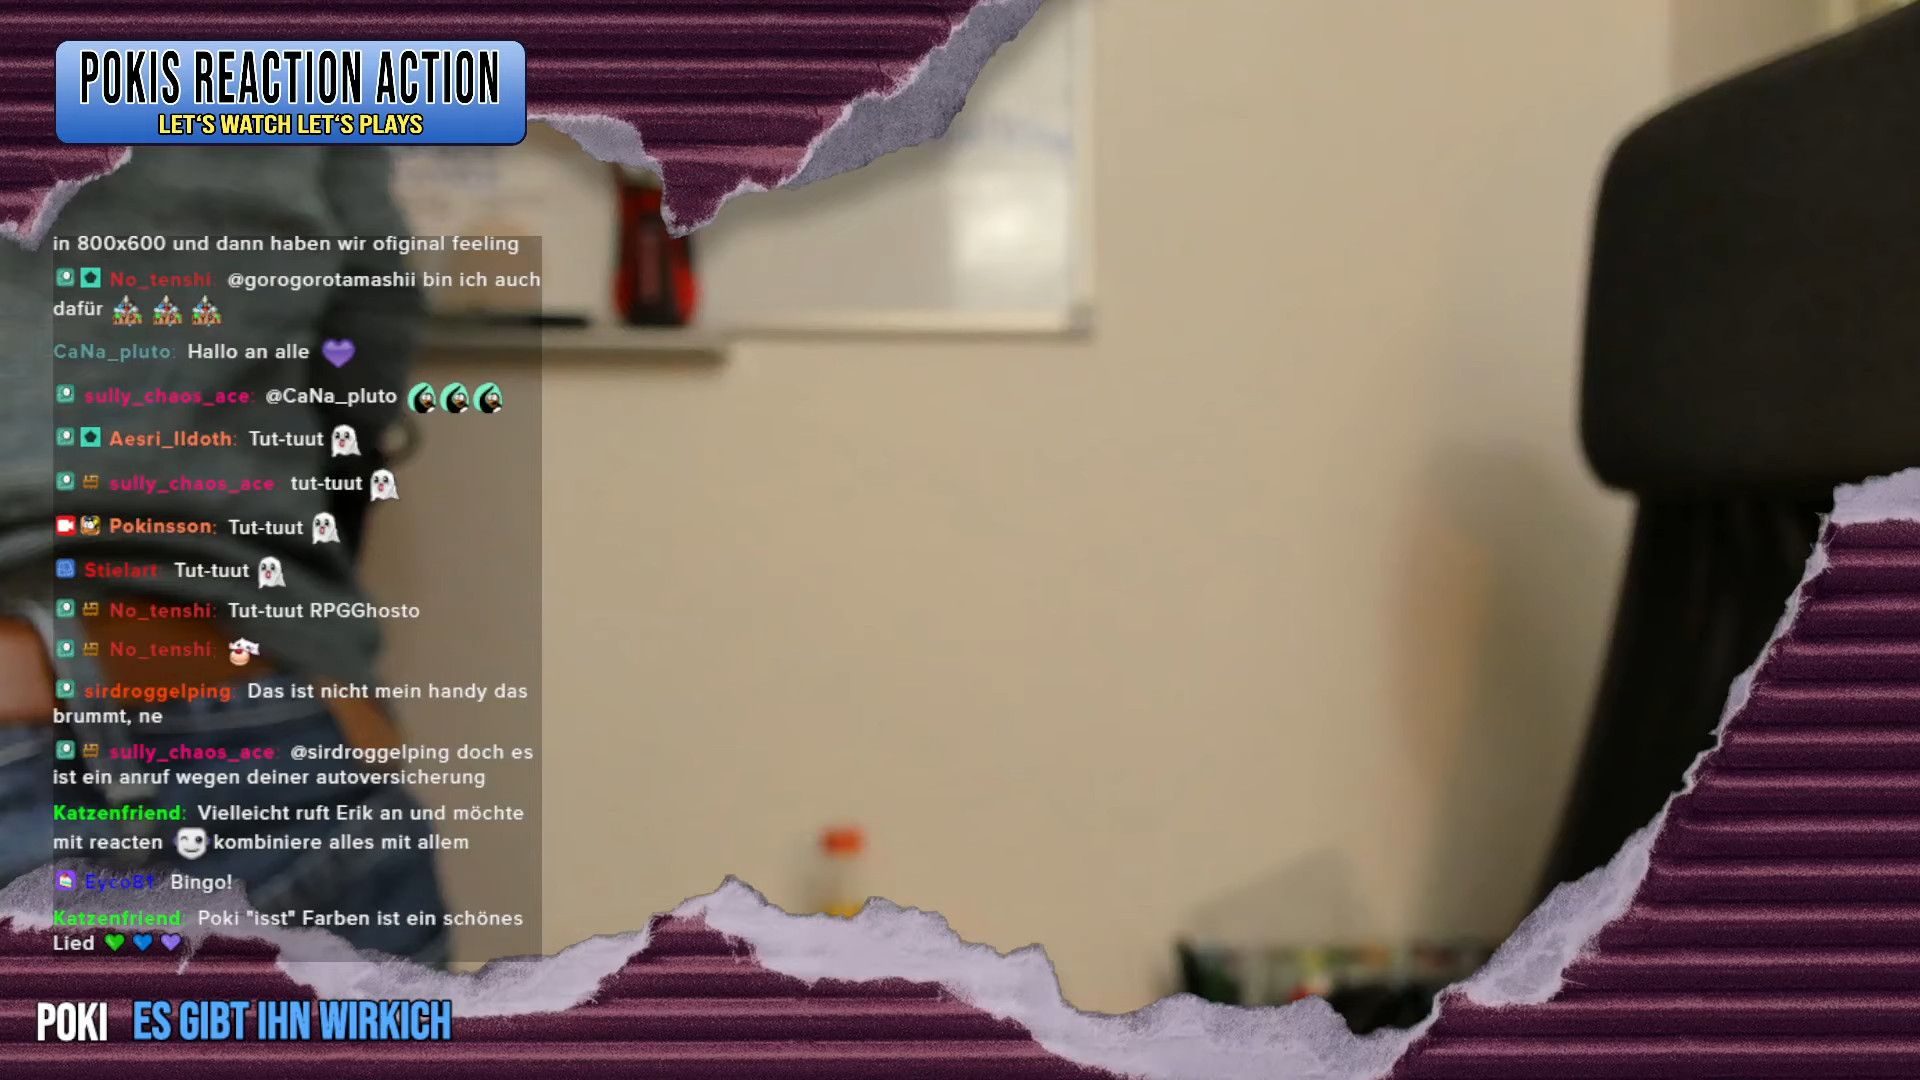 POKIS REACTION ACTION
LET'S WATCH LET'S PLAYS
in 800x600 und dann haben wir ofiginal feeling
No_tenshi: @gorogorotamashii bin ich auch
dafür
CaNa_pluto: Hallo an alle
sully_chaos_ace: @CaNa_pluto
Aesri_Ildoth: Tut-tuut
sully_chaos_ace: tut-tuut
Pokinsson: Tut-tuut
Stielart: Tut-tuut
No_tenshi: Tut-tuut RPGGhosto
No_tenshi:
sirdroggelping: Das ist nicht mein handy das
brummt, ne
sully_chaos_ace: @sirdroggelping doch es
ist ein anruf wegen deiner autoversicherung
Katzenfriend: Vielleicht ruft Erik an und möchte
mit reacten kombiniere alles mit allem
Bingo!
Katzenfriend: Poki "isst" Farben ist ein schönes
Lied
POKI ES GIBT IHN WIRKICH